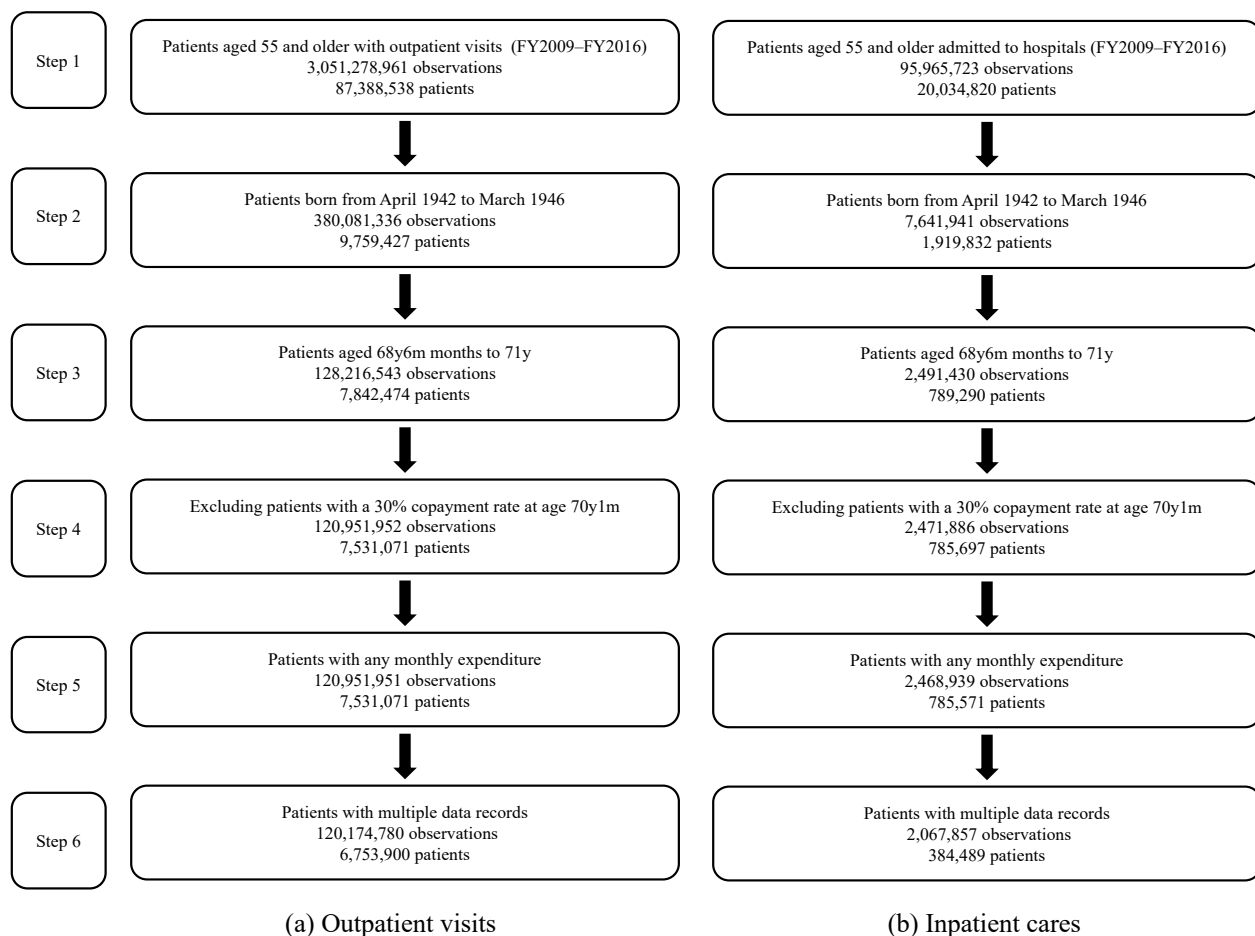 Step 1
Patients aged 55 and older with outpatient visits (FY2009–FY2016)
3,051,278,961 observations
87,388,538 patients
Patients aged 55 and older admitted to hospitals (FY2009–FY2016)
95,965,723 observations
20,034,820 patients
Step 2
Patients born from April 1942 to March 1946
380,081,336 observations
9,759,427 patients
Patients born from April 1942 to March 1946
7,641,941 observations
1,919,832 patients
Step 3
Patients aged 68y6m months to 71y
128,216,543 observations
7,842,474 patients
Patients aged 68y6m months to 71y
2,491,430 observations
789,290 patients
Step 4
Excluding patients with a 30% copayment rate at age 70y1m
120,951,952 observations
7,531,071 patients
Excluding patients with a 30% copayment rate at age 70y1m
2,471,886 observations
785,697 patients
Step 5
Patients with any monthly expenditure
120,951,951 observations
7,531,071 patients
Patients with any monthly expenditure
2,468,939 observations
785,571 patients
Step 6
Patients with multiple data records
120,174,780 observations
6,753,900 patients
Patients with multiple data records
2,067,857 observations
384,489 patients
(a) Outpatient visits
(b) Inpatient cares